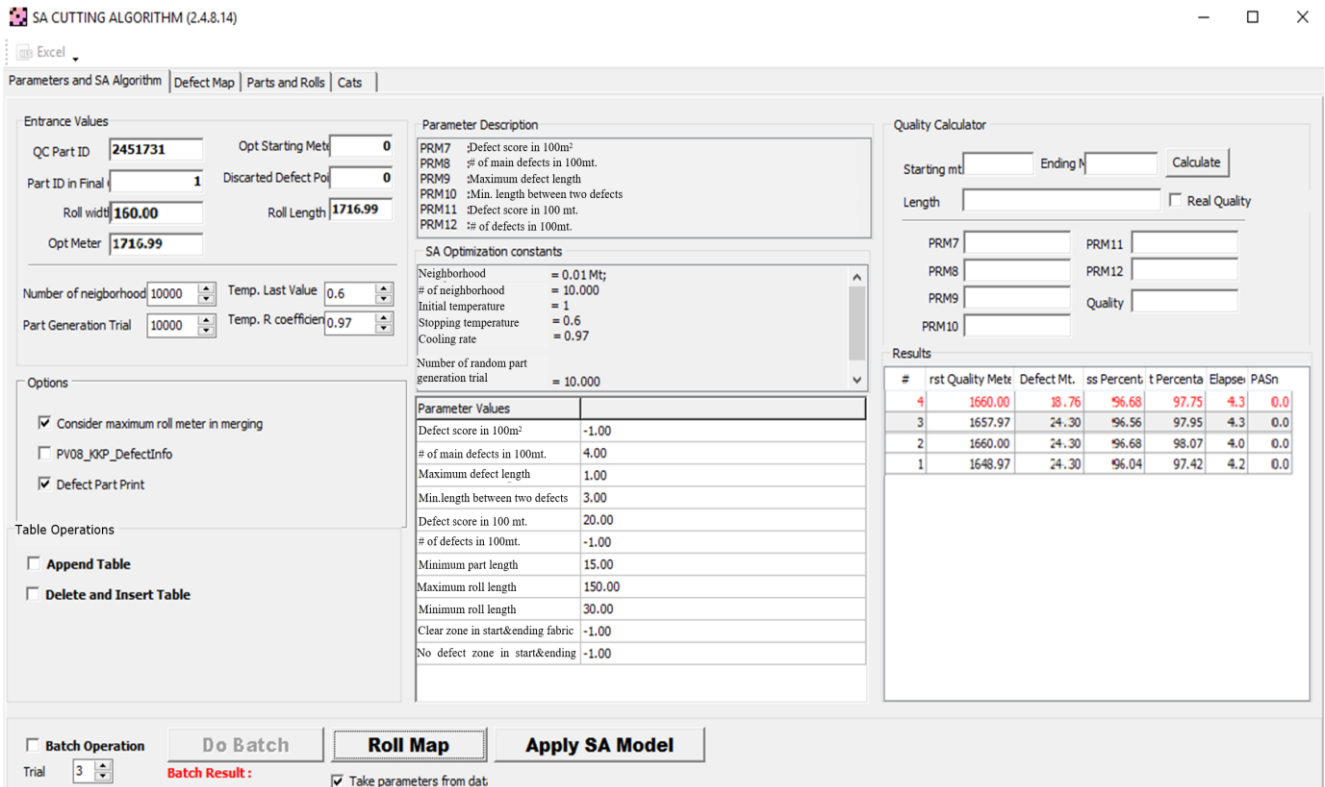 SA CUTTING ALGORITHM (2.4.8.14)
Excel
Parameters and SA Algorithm Defect Map Parts and Rolls Cats
Entrance Values
QC Part ID 2451731 Opt Starting Mete 0
Part ID in Final 1 Discarted Defect Poi 0
Roll widtl 160.00 Roll Length 1716.99
Opt Meter 1716.99
Number of neigborhood 10000 Temp. Last Value 0.6
Part Generation Trial 10000 Temp. R coefficien 0.97
Options
Consider maximum roll meter in merging
PV08_KKP_DefectInfo
Defect Part Print
Table Operations
Append Table
Delete and Insert Table
Parameter Description
PRM7 :Defect score in 100m²
PRM8 :# of main defects in 100mt.
PRM9 :Maximum defect length
PRM10 :Min. length between two defects
PRM11 :Defect score in 100 mt.
PRM12 :# of defects in 100mt.
SA Optimization constants
Neighborhood = 0.01 Mt;
# of neighborhood = 10.000
Initial temperature = 1
Stopping temperature = 0.6
Cooling rate = 0.97
Number of random part
generation trial = 10.000
Parameter Values
Defect score in 100m² -1.00
# of main defects in 100mt. 4.00
Maximum defect length 1.00
Min.length between two defects 3.00
Defect score in 100 mt. 20.00
# of defects in 100mt. -1.00
Minimum part length 15.00
Maximum roll length 150.00
Minimum roll length 30.00
Clear zone in start&ending fabric -1.00
No defect zone in start&ending -1.00
Quality Calculator
Starting mt Ending M Calculate
Length Real Quality
PRM7 PRM11
PRM8 PRM12
PRM9 Quality
PRM10
Results
# rst Quality Mete Defect Mt. ss Percent t Percenta Elapse PASn
4 1660.00 18.76 96.68 97.75 4.3 0.0
3 1657.97 24.30 96.56 97.95 4.3 0.0
2 1660.00 24.30 96.68 98.07 4.0 0.0
1 1648.97 24.30 96.04 97.42 4.2 0.0
Batch Operation Do Batch Roll Map Apply SA Model
Trial 3 Batch Result :
Take parameters from dat